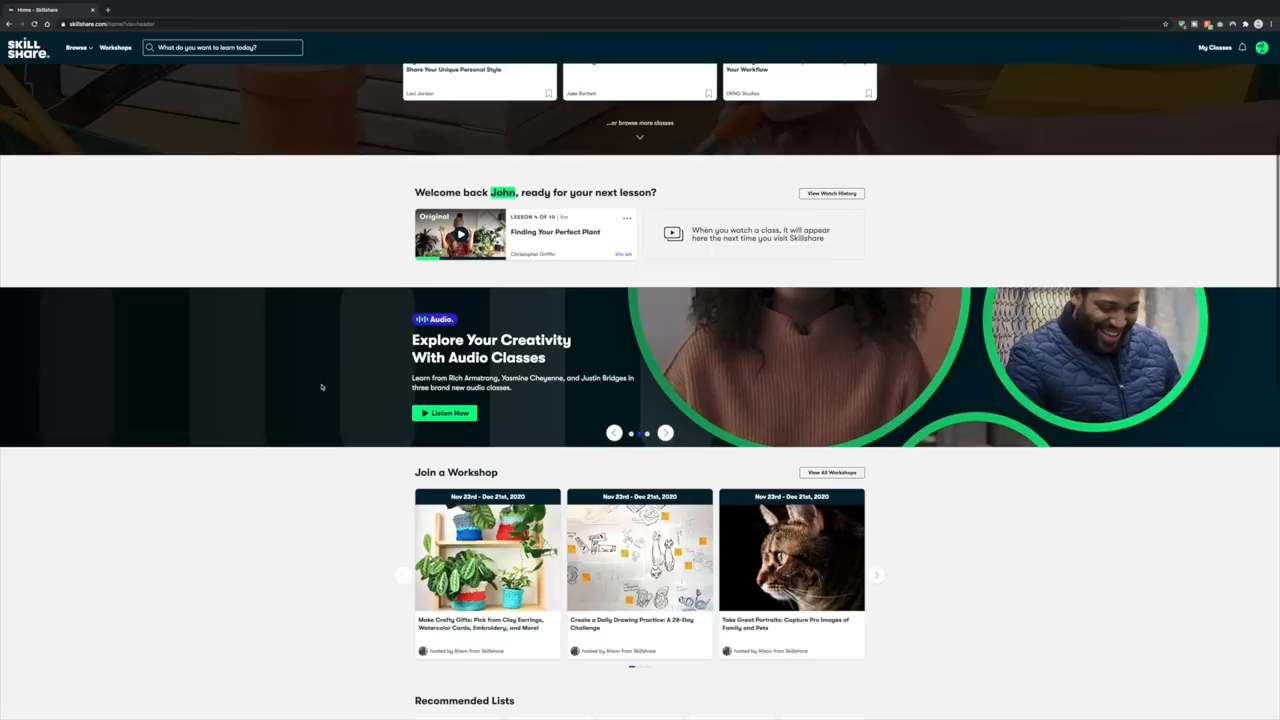 Home - Skillshare
skillshare.com/home?via=header
SKILL
SHARE.
Browse
Workshops
What do you want to learn today?
My Classes
Share Your Unique Personal Style
Your Workflow
Jake Bartlett
DKNG Studios
...or browse more classes
Welcome back John, ready for your next lesson?
View Watch History
Original
LESSON 4 OF 10 | 5m
Finding Your Perfect Plant
Christopher Griffin
When you watch a class, it will appear
here the next time you visit Skillshare
Audio.
Explore Your Creativity
With Audio Classes
Learn from Rich Armstrong, Yasmine Cheyenne, and Justin Bridges in
three brand new audio classes.
Listen Now
Join a Workshop
View All Workshops
Nov 23rd - Dec 21st, 2020
Nov 23rd - Dec 21st, 2020
Nov 23rd - Dec 21st, 2020
Make Crafty Gifts: Pick from Clay Earrings,
Watercolor Cards, Embroidery, and More!
Create a Daily Drawing Practice: A 28-Day
Challenge
Take Great Portraits: Capture Pro Images of
Family and Pets
hosted by Alison from Skillshare
hosted by Alison from Skillshare
hosted by Alison from Skillshare
Recommended Lists